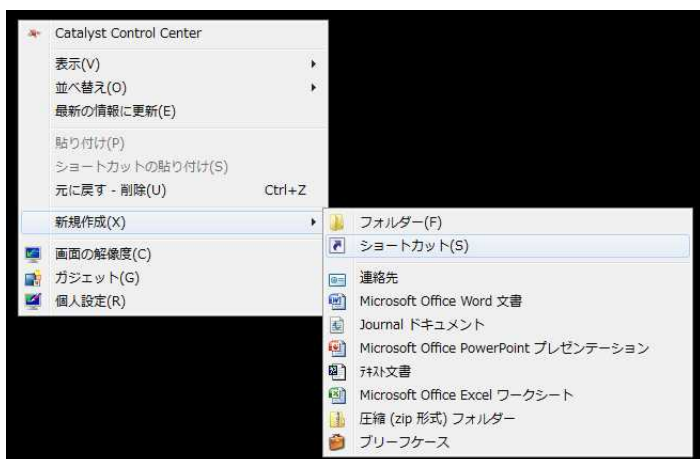 Catalyst Control Center
表示(V)
並べ替え(O)
最新の情報に更新(E)
貼り付け(P)
ショートカットの貼り付け(S)
元に戻す - 削除(U) Ctrl+Z
新規作成(X)
画面の解像度(C)
ガジェット(G)
個人設定(R)
フォルダー(F)
ショートカット(S)
連絡先
Microsoft Office Word 文書
Journal ドキュメント
Microsoft Office PowerPoint プレゼンテーション
ﾃｷｽﾄ文書
Microsoft Office Excel ワークシート
圧縮 (zip 形式) フォルダー
ブリーフケース